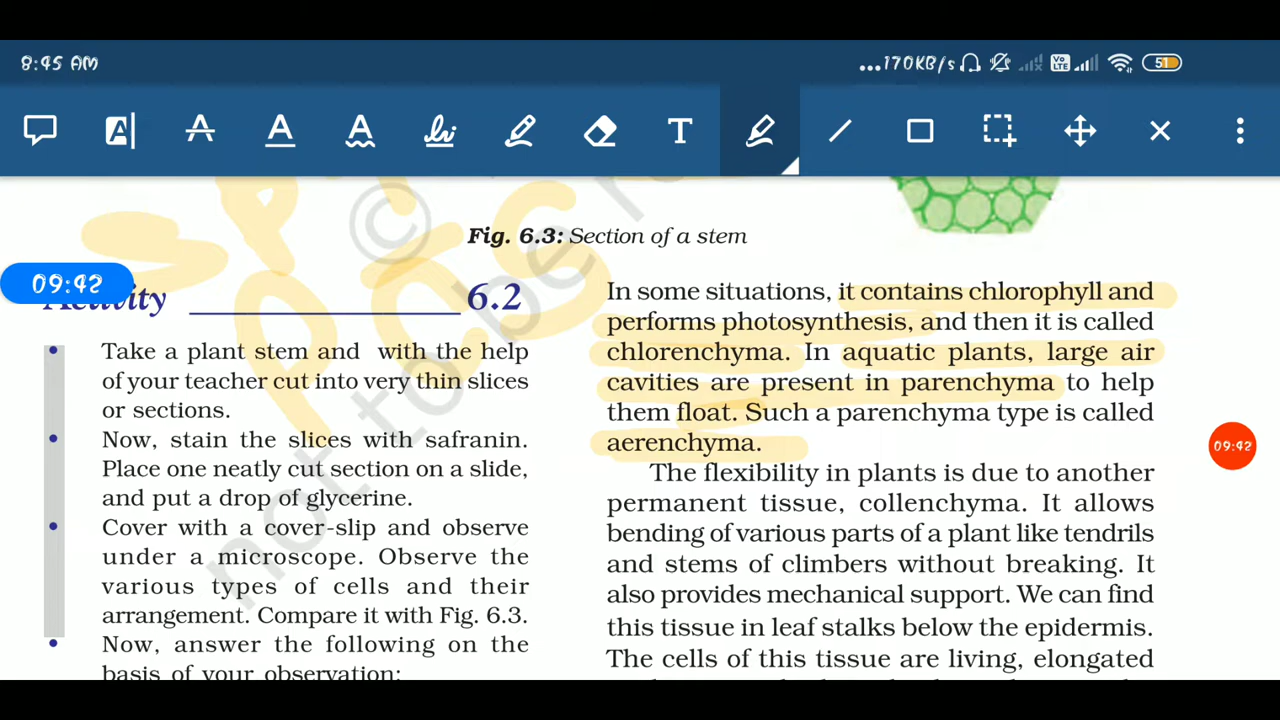 8:45 AM
...170KB/s
Vo LTE
51
A
A
A
A
T
Fig. 6.3: Section of a stem
09:42
Activity 6.2
• Take a plant stem and with the help
of your teacher cut into very thin slices
or sections.
• Now, stain the slices with safranin.
Place one neatly cut section on a slide,
and put a drop of glycerine.
• Cover with a cover-slip and observe
under a microscope. Observe the
various types of cells and their
arrangement. Compare it with Fig. 6.3.
• Now, answer the following on the
basis of your observation:
In some situations, it contains chlorophyll and
performs photosynthesis, and then it is called
chlorenchyma. In aquatic plants, large air
cavities are present in parenchyma to help
them float. Such a parenchyma type is called
aerenchyma.
The flexibility in plants is due to another
permanent tissue, collenchyma. It allows
bending of various parts of a plant like tendrils
and stems of climbers without breaking. It
also provides mechanical support. We can find
this tissue in leaf stalks below the epidermis.
The cells of this tissue are living, elongated
09:42
©
not to be re